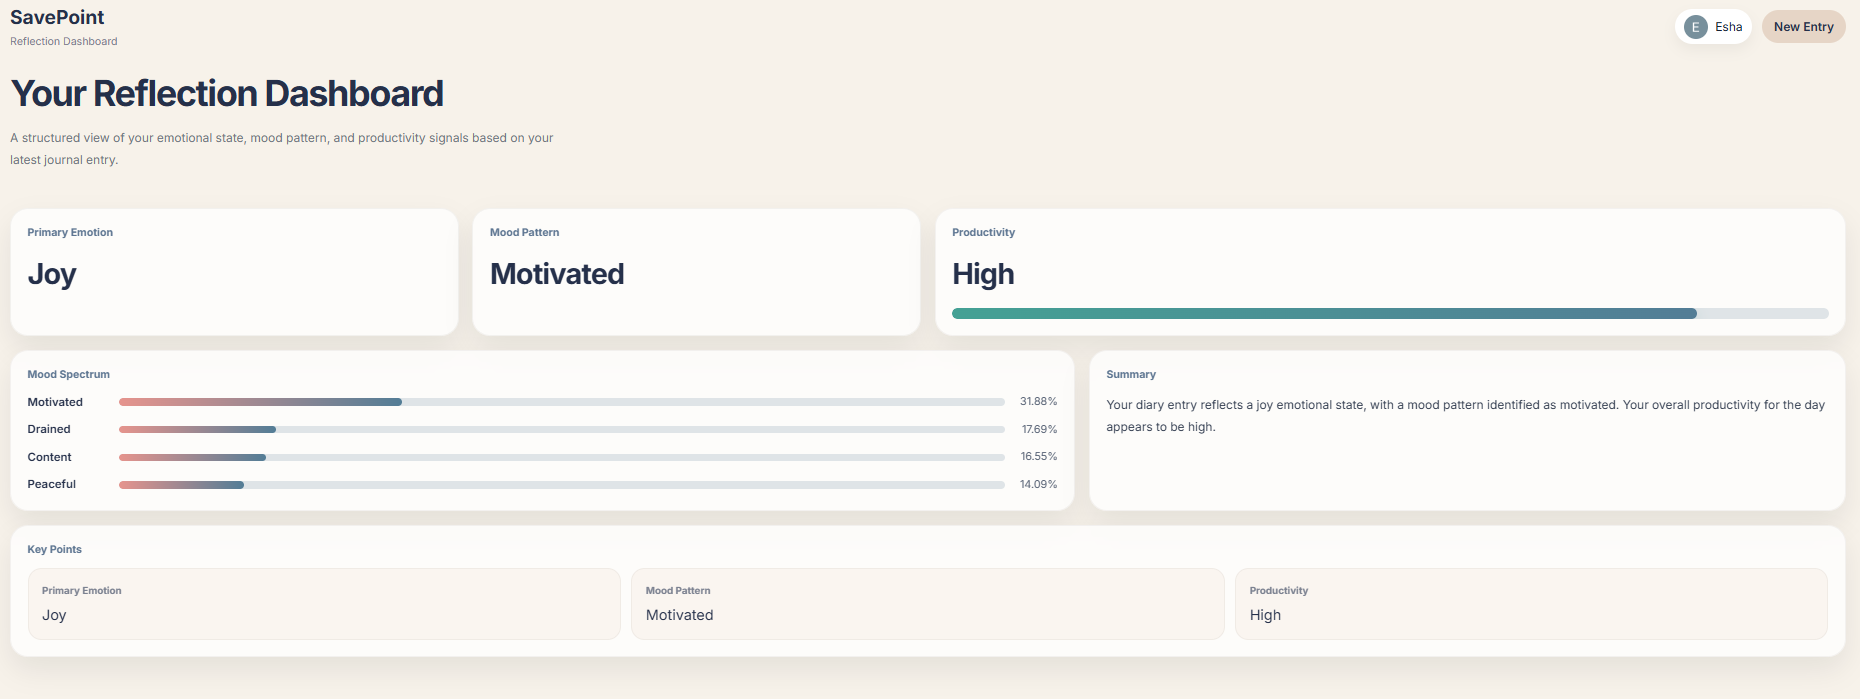 SavePoint
Reflection Dashboard
E Esha
New Entry
Your Reflection Dashboard
A structured view of your emotional state, mood pattern, and productivity signals based on your
latest journal entry.
Primary Emotion
Joy
Mood Pattern
Motivated
Productivity
High
Mood Spectrum
Motivated 31.88%
Drained 17.69%
Content 16.55%
Peaceful 14.09%
Summary
Your diary entry reflects a joy emotional state, with a mood pattern identified as motivated. Your overall productivity for the day
appears to be high.
Key Points
Primary Emotion
Joy
Mood Pattern
Motivated
Productivity
High